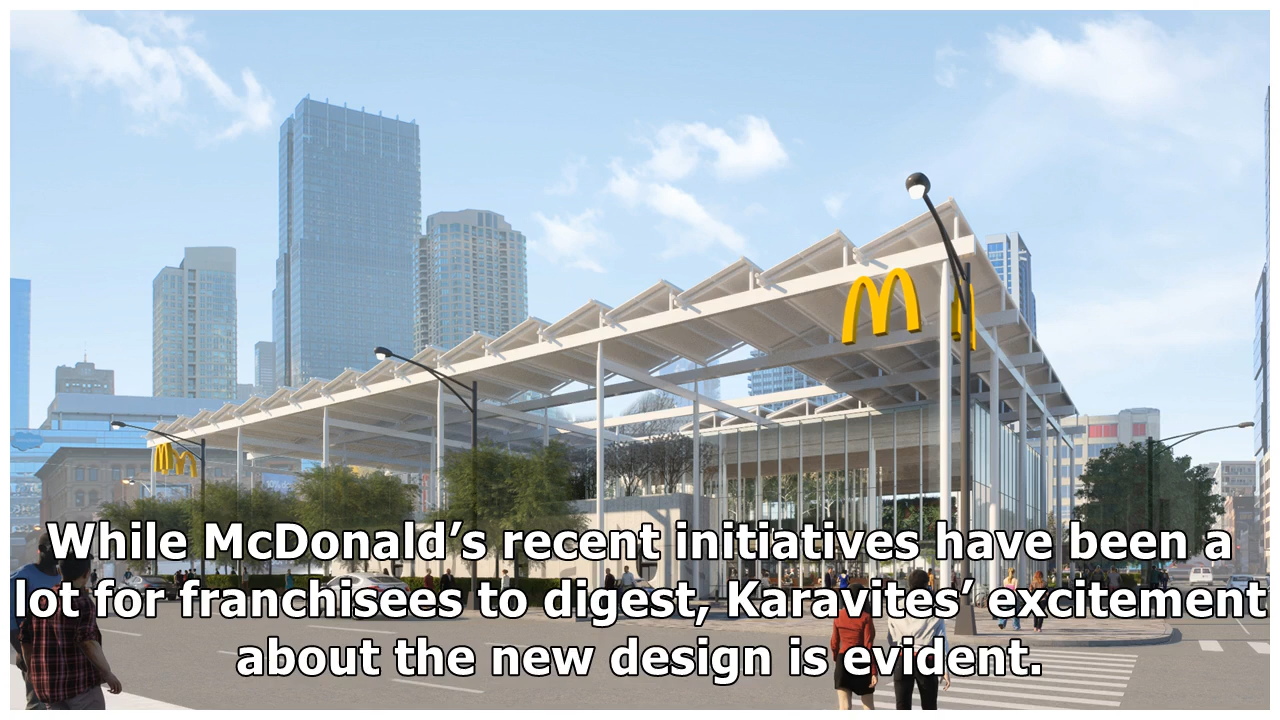 While McDonald’s recent initiatives have been a
lot for franchisees to digest, Karavites’ excitement
about the new design is evident.